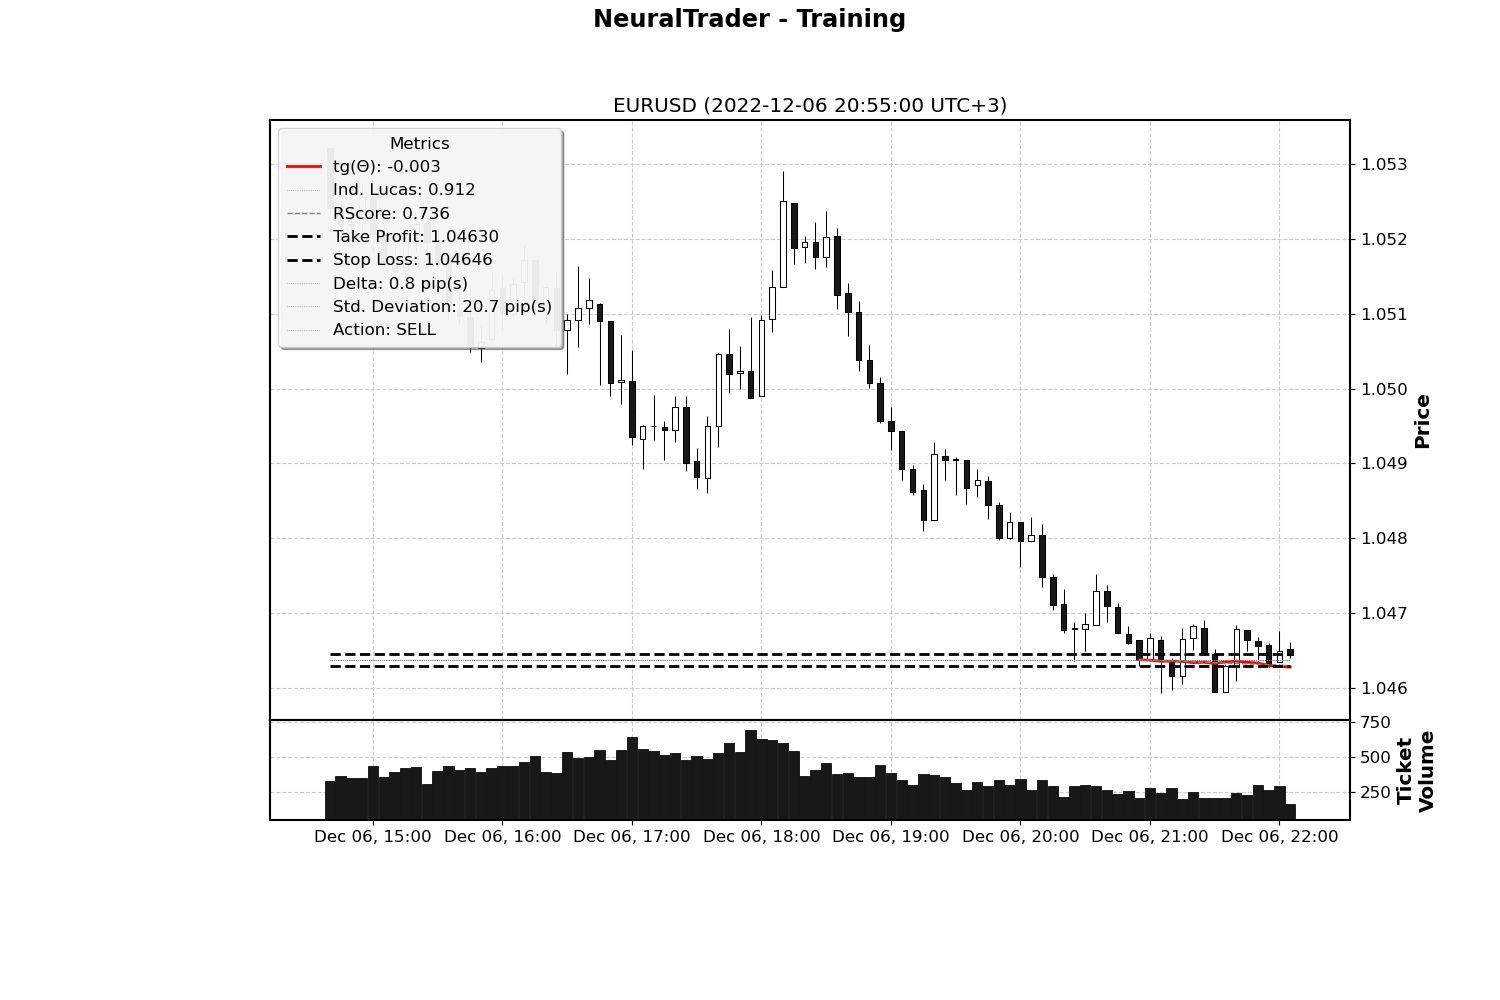 NeuralTrader - Training
EURUSD (2022-12-06 20:55:00 UTC+3)
Metrics
tg(Θ): -0.003
Ind. Lucas: 0.912
RScore: 0.736
Take Profit: 1.04630
Stop Loss: 1.04646
Delta: 0.8 pip(s)
Std. Deviation: 20.7 pip(s)
Action: SELL
1.053
1.052
1.051
1.050
1.049
1.048
1.047
1.046
Price
750
500
250
Ticket
Volume
Dec 06, 15:00
Dec 06, 16:00
Dec 06, 17:00
Dec 06, 18:00
Dec 06, 19:00
Dec 06, 20:00
Dec 06, 21:00
Dec 06, 22:00